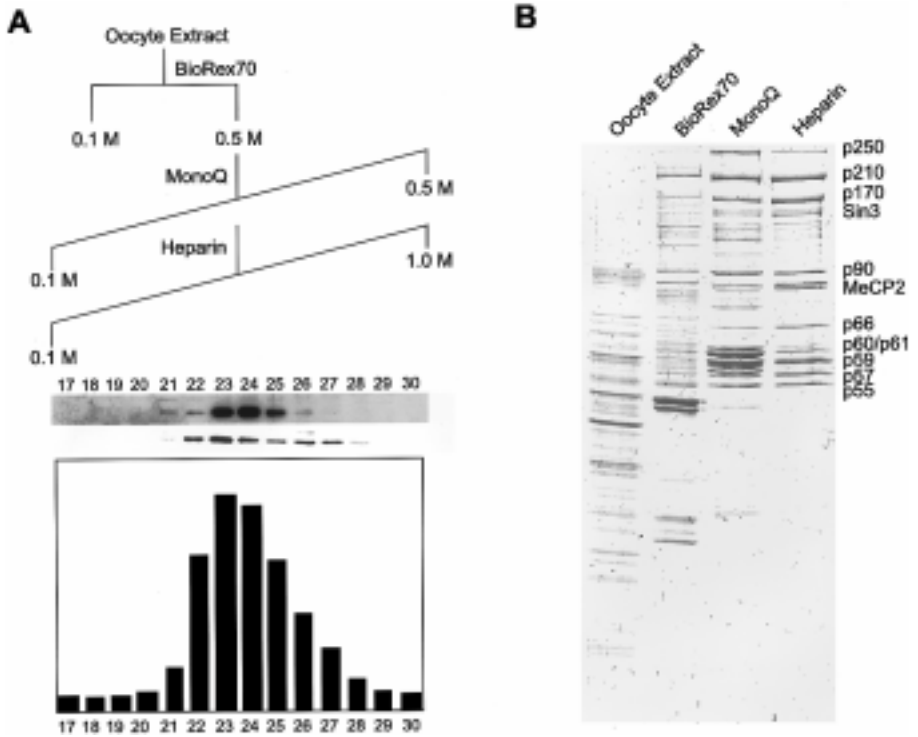 A
Oocyte Extract
BioRex70
0.1 M
0.5 M
MonoQ
0.5 M
0.1 M
Heparin
1.0 M
0.1 M
17 18 19 20 21 22 23 24 25 26 27 28 29 30
17 18 19 20 21 22 23 24 25 26 27 28 29 30
B
Oocyte Extract
BioRex70
MonoQ
Heparin
p250
p210
p170
Sin3
p90
MeCP2
p66
p60/p61
p59
p57
p55